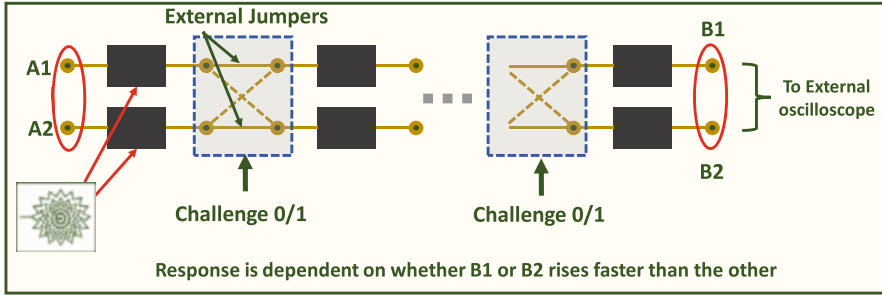 External Jumpers
A1
A2
B1
B2
To External
oscilloscope
Challenge 0/1
Challenge 0/1
Response is dependent on whether B1 or B2 rises faster than the other